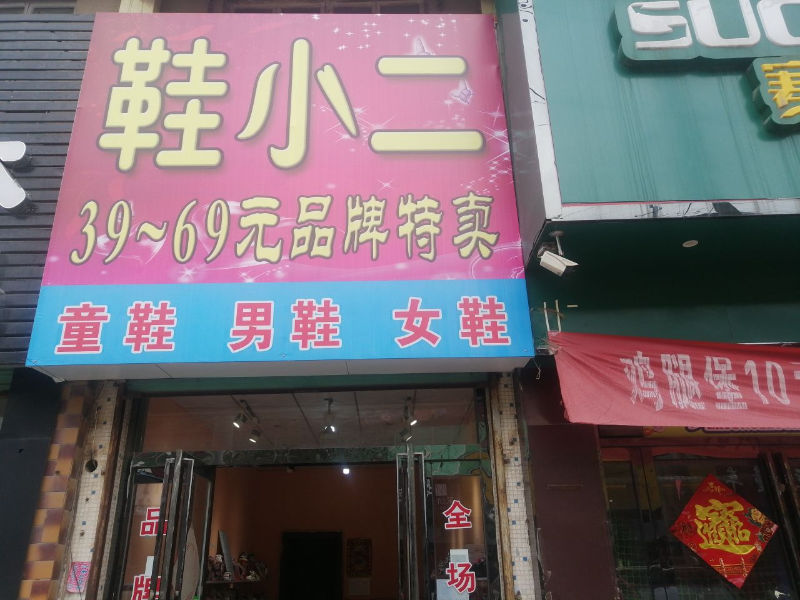 鞋小二
39~69元品牌特卖
童鞋 男鞋 女鞋
品牌
全场
SUC
鸡腿堡10